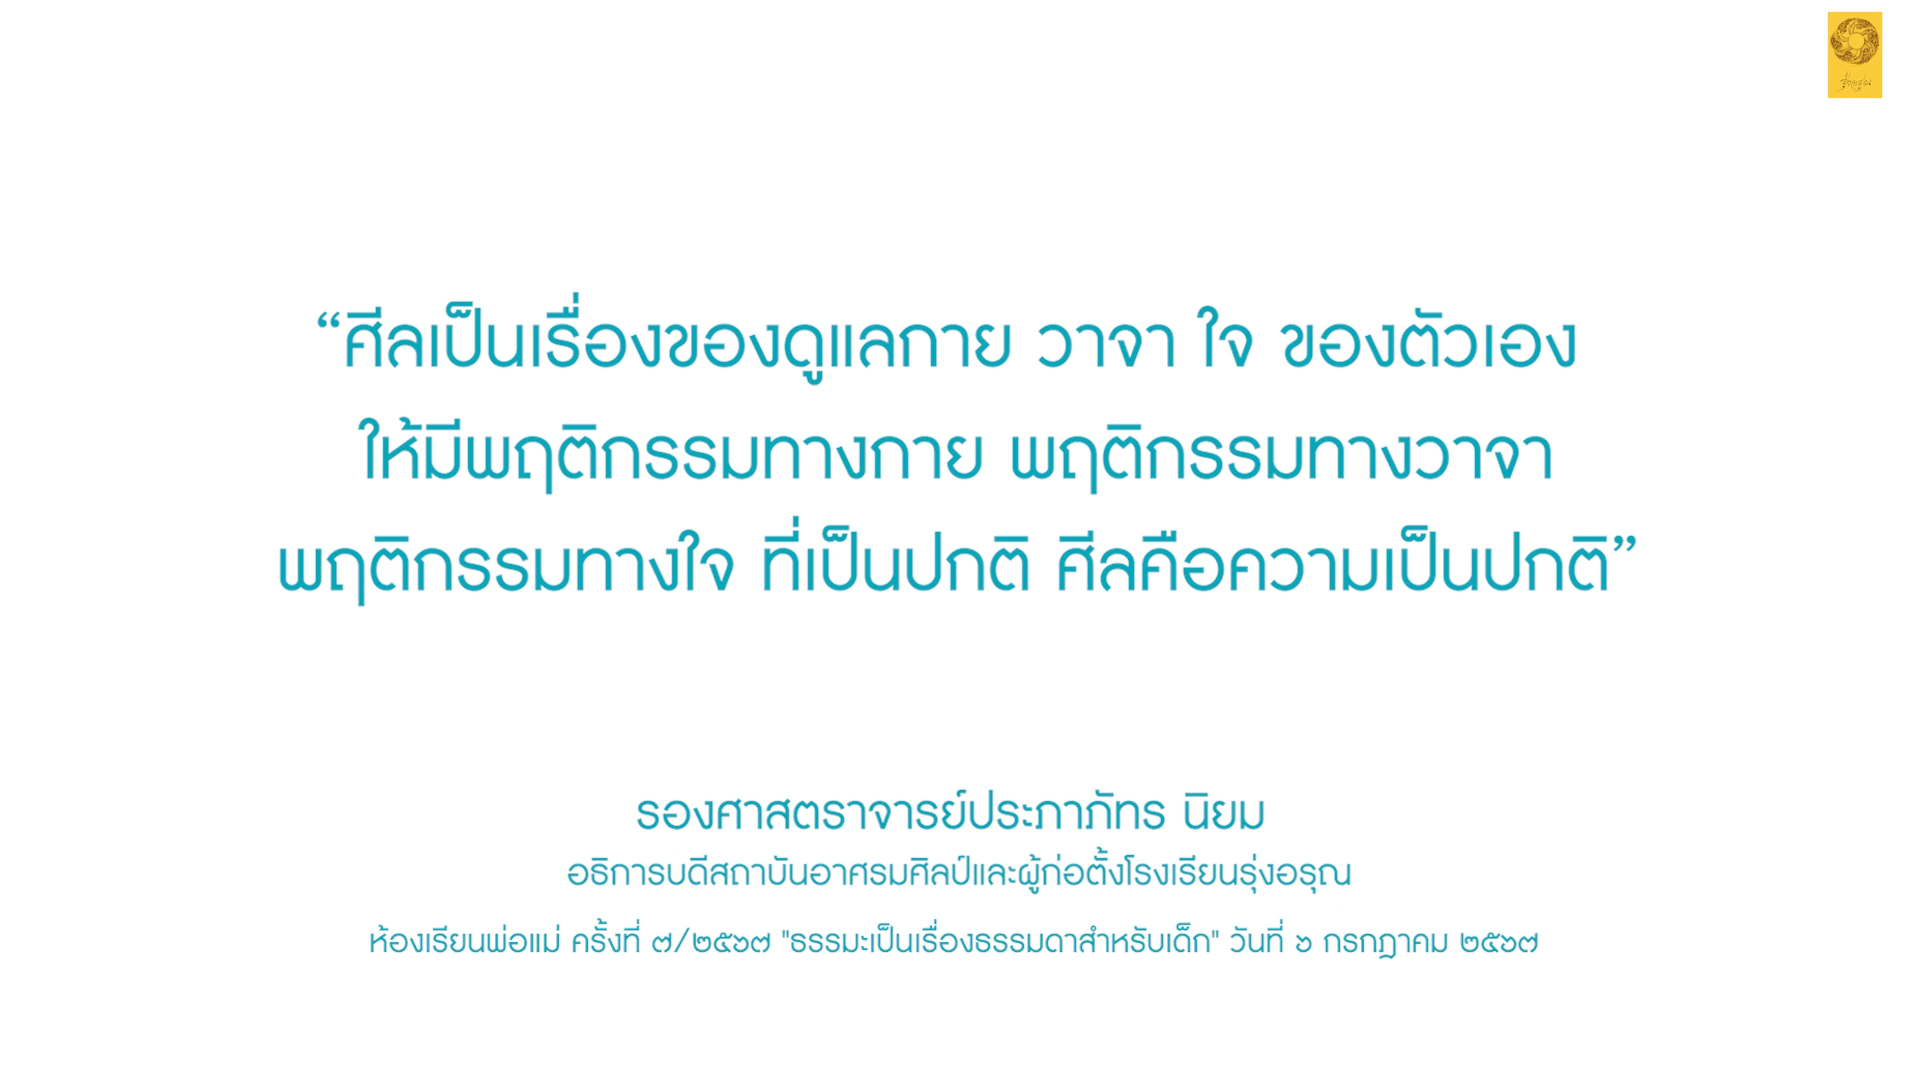 “ศีลเป็นเรื่องของดูแลกาย วาจา ใจ ของตัวเอง
ให้มีพฤติกรรมทางกาย พฤติกรรมทางวาจา
พฤติกรรมทางใจ ที่เป็นปกติ ศีลคือความเป็นปกติ”
รองศาสตราจารย์ประภาภัทร นิยม
อธิการบดีสถาบันอาศรมศิลป์และผู้ก่อตั้งโรงเรียนรุ่งอรุณ
ห้องเรียนพ่อแม่ ครั้งที่ ๗/๒๕๖๗ "ธรรมะเป็นเรื่องธรรมดาสำหรับเด็ก" วันที่ ๖ กรกฎาคม ๒๕๖๗